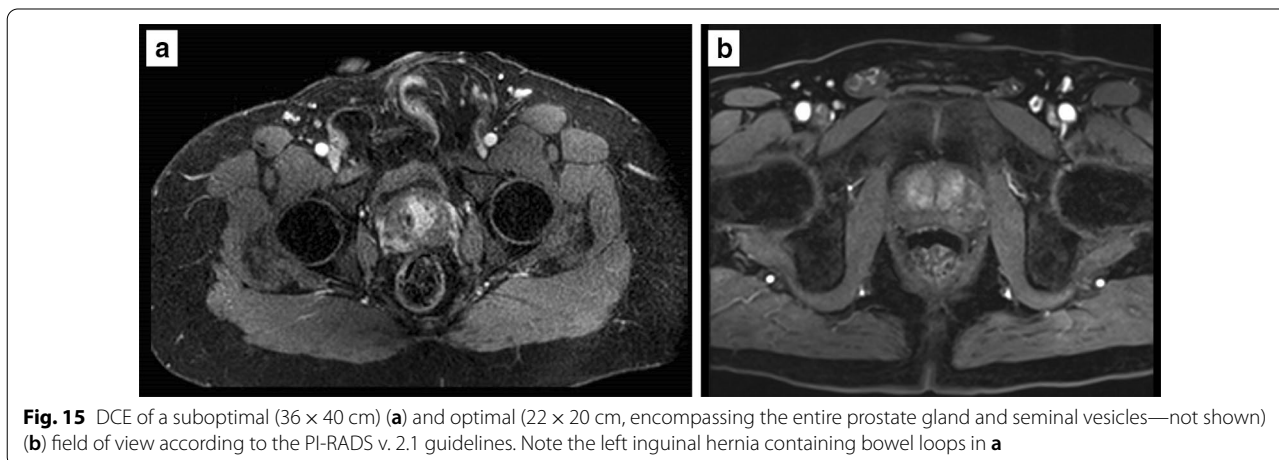 a
b
Fig. 15 DCE of a suboptimal (36 × 40 cm) (a) and optimal (22 × 20 cm, encompassing the entire prostate gland and seminal vesicles—not shown)
(b) field of view according to the PI-RADS v. 2.1 guidelines. Note the left inguinal hernia containing bowel loops in a